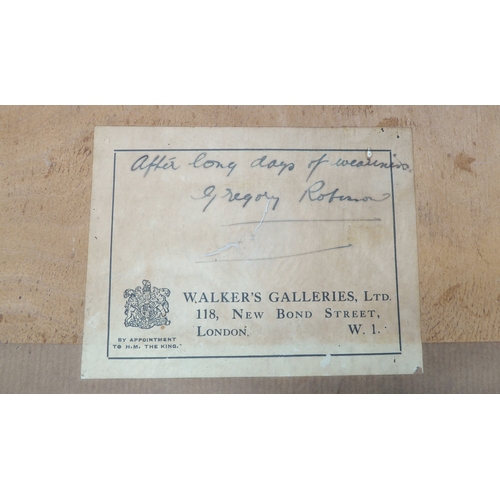 After long days of weariness.
Gregory Robinson
WALKER'S GALLERIES, LTD.
118, NEW BOND STREET,
LONDON. W. 1.
BY APPOINTMENT
TO H.M. THE KING.